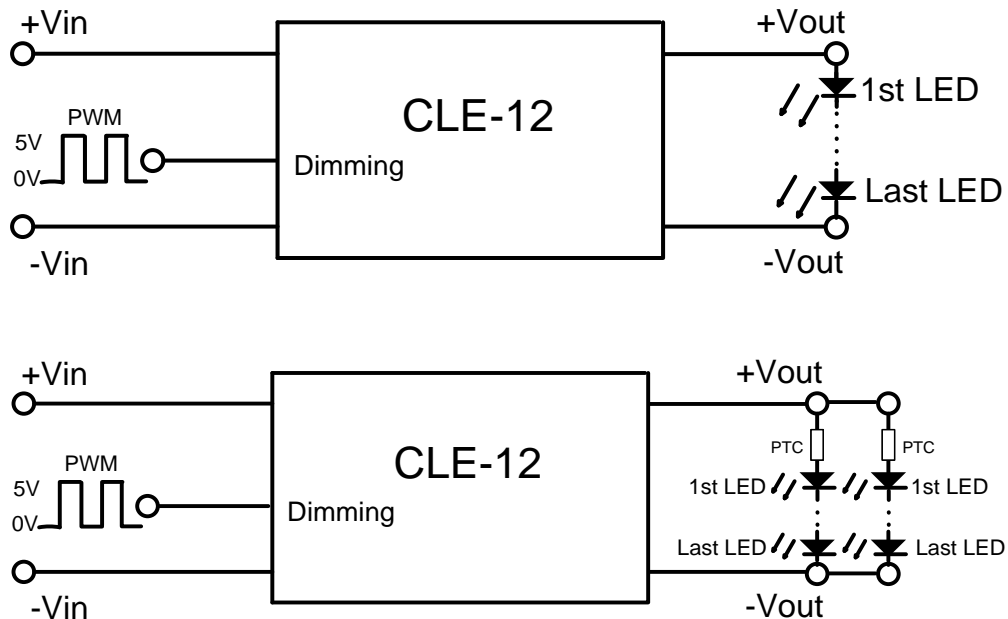 +Vin
+Vout
CLE-12
1st LED
PWM
5V
0V
Dimming
Last LED
-Vin
-Vout
+Vin
+Vout
CLE-12
PTC
PTC
PWM
5V
0V
1st LED
1st LED
Dimming
Last LED
Last LED
-Vin
-Vout